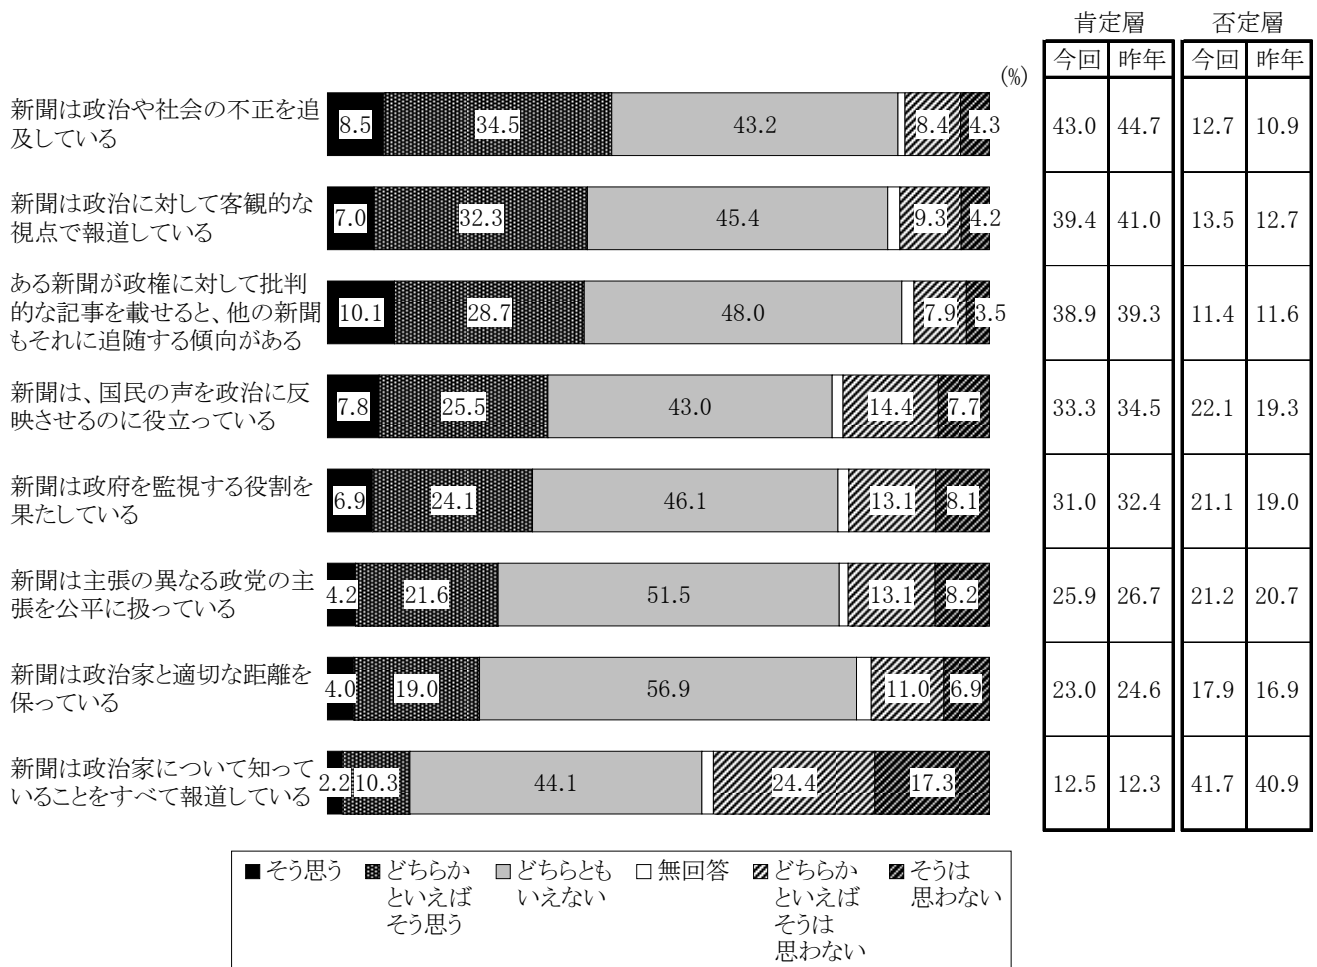 肯定層 否定層
今回 昨年 今回 昨年
(%)
新聞は政治や社会の不正を追
及している
8.5 34.5 43.2 8.4 4.3 43.0 44.7 12.7 10.9
新聞は政治に対して客観的な
視点で報道している
7.0 32.3 45.4 9.3 4.2 39.4 41.0 13.5 12.7
ある新聞が政権に対して批判
的な記事を載せると、他の新聞
もそれに追随する傾向がある
10.1 28.7 48.0 7.9 3.5 38.9 39.3 11.4 11.6
新聞は、国民の声を政治に反
映させるのに役立っている
7.8 25.5 43.0 14.4 7.7 33.3 34.5 22.1 19.3
新聞は政府を監視する役割を
果たしている
6.9 24.1 46.1 13.1 8.1 31.0 32.4 21.1 19.0
新聞は主張の異なる政党の主
張を公平に扱っている
4.2 21.6 51.5 13.1 8.2 25.9 26.7 21.2 20.7
新聞は政治家と適切な距離を
保っている
4.0 19.0 56.9 11.0 6.9 23.0 24.6 17.9 16.9
新聞は政治家について知って
いることをすべて報道している
2.2 10.3 44.1 24.4 17.3 12.5 12.3 41.7 40.9
そう思う
どちらか
といえば
そう思う
どちらとも
いえない
無回答
どちらか
といえば
そうは
思わない
そうは
思わない